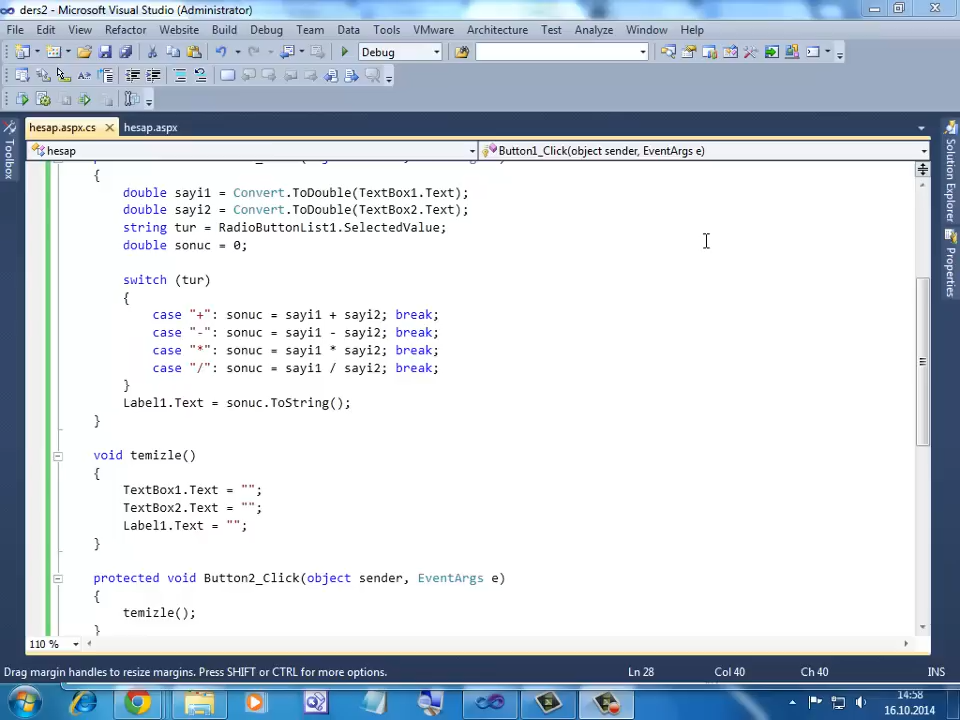 ders2 - Microsoft Visual Studio (Administrator)
File Edit View Refactor Website Build Debug Team Data Tools VMware Architecture Test Analyze Window Help
Debug
hesap.aspx.cs hesap.aspx
hesap Button1_Click(object sender, EventArgs e)
{
double sayi1 = Convert.ToDouble(TextBox1.Text);
double sayi2 = Convert.ToDouble(TextBox2.Text);
string tur = RadioButtonList1.SelectedValue;
double sonuc = 0;
switch (tur)
{
case "+": sonuc = sayi1 + sayi2; break;
case "-": sonuc = sayi1 - sayi2; break;
case "*": sonuc = sayi1 * sayi2; break;
case "/": sonuc = sayi1 / sayi2; break;
}
Label1.Text = sonuc.ToString();
}
void temizle()
{
TextBox1.Text = "";
TextBox2.Text = "";
Label1.Text = "";
}
protected void Button2_Click(object sender, EventArgs e)
{
temizle();
}
110 %
Toolbox
Solution Explorer
Properties
Drag margin handles to resize margins. Press SHIFT or CTRL for more options. Ln 28 Col 40 Ch 40 INS
14:58
16.10.2014